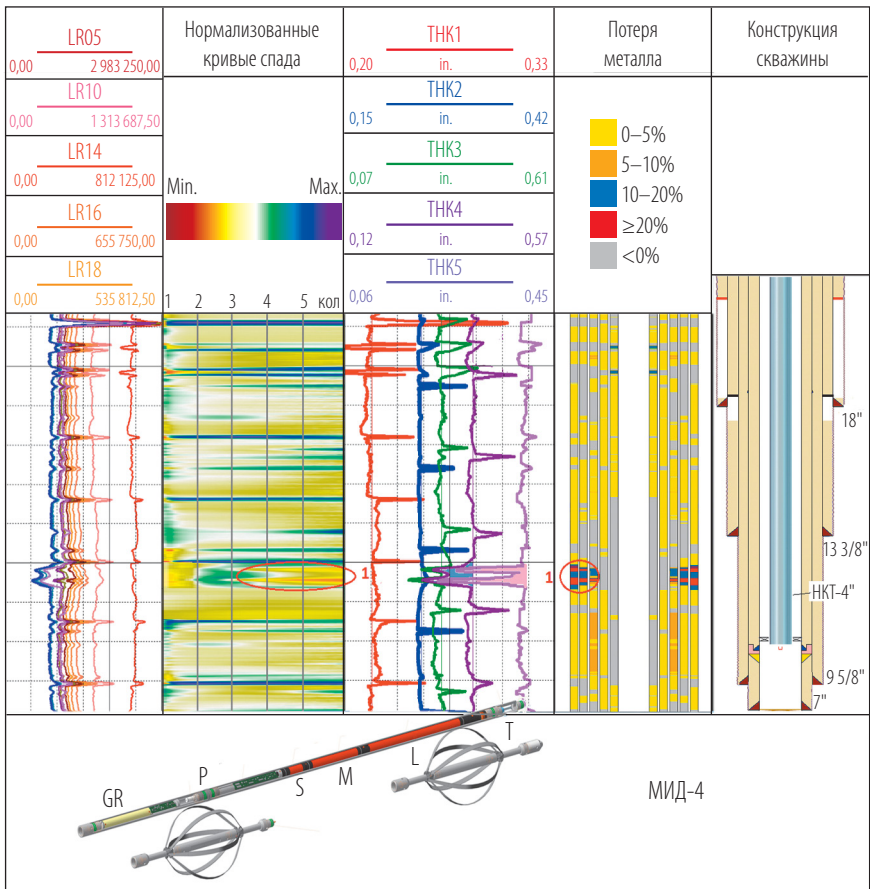 LR05
0,00 2 983 250,00
LR10
0,00 1 313 687,50
LR14
0,00 812 125,00
LR16
0,00 655 750,00
LR18
0,00 535 812,50
Нормализованные
кривые спада
Min. Max.
1 2 3 4 5 кол
THK1
0,20 in. 0,33
THK2
0,15 in. 0,42
THK3
0,07 in. 0,61
THK4
0,12 in. 0,57
THK5
0,06 in. 0,45
Потеря
металла
0–5%
5–10%
10–20%
≥20%
<0%
Конструкция
скважины
1
1
18"
13 3/8"
НКТ-4"
9 5/8"
7"
GR
P
S
M
L
T
МИД-4